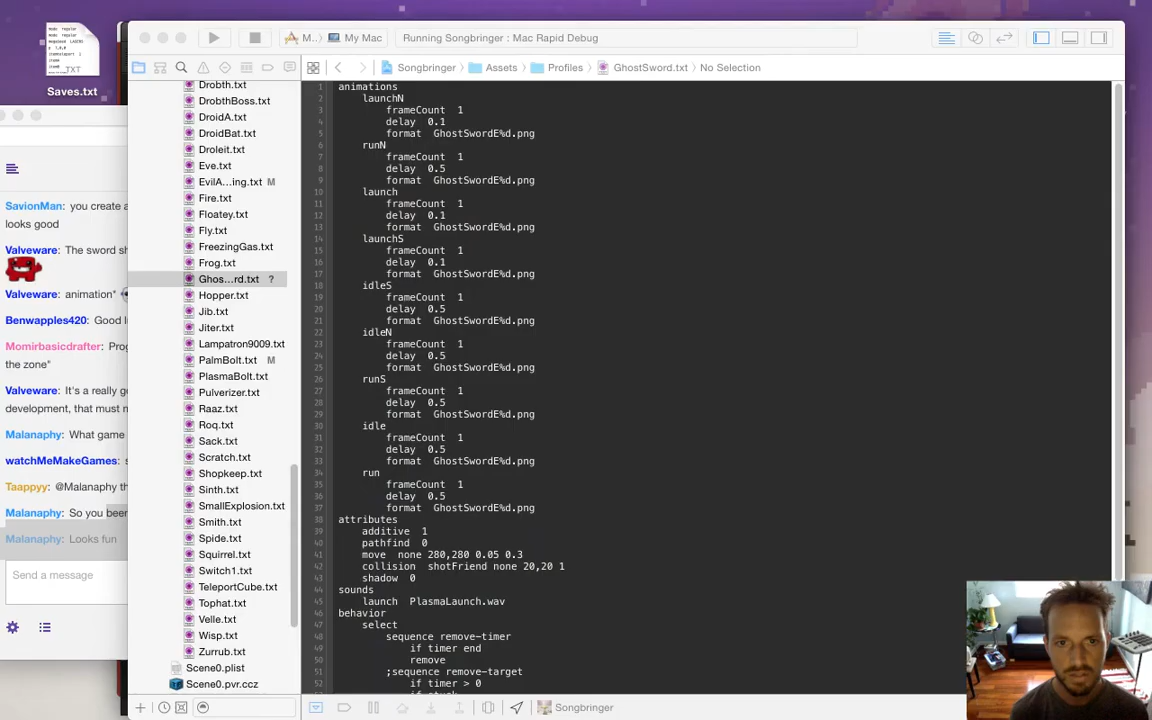 Saves.txt
TXT
SavionMan: you create a
looks good
Valveware: The sword sh
Valveware: animation*
Benwapples420: Good l
Momirbasicdrafter: Prog
the zone*
Valveware: It's a really go
development, that must m
Malanaphy: What game
watchMeMakeGames: s
Taappyy: @Malanaphy th
Malanaphy: So you beer
Malanaphy: Looks fun
Send a message
M..
My Mac
Running Songbringer : Mac Rapid Debug
Songbringer
Assets
Profiles
GhostSword.txt
No Selection
Drobth.txt
DrobthBoss.txt
DroidA.txt
DroidBat.txt
Droleit.txt
Eve.txt
EvilA...ing.txt M
Fire.txt
Floatey.txt
Fly.txt
FreezingGas.txt
Frog.txt
Ghos...rd.txt ?
Hopper.txt
Jib.txt
Jiter.txt
Lampatron9009.txt
PalmBolt.txt M
PlasmaBolt.txt
Pulverizer.txt
Raaz.txt
Roq.txt
Sack.txt
Scratch.txt
Shopkeep.txt
Sinth.txt
SmallExplosion.txt
Smith.txt
Spide.txt
Squirrel.txt
Switch1.txt
TeleportCube.txt
Tophat.txt
Velle.txt
Wisp.txt
Zurrub.txt
Scene0.plist
Scene0.pvr.ccz
1 animations
2 launchN
3 frameCount 1
4 delay 0.1
5 format GhostSwordE%d.png
6 runN
7 frameCount 1
8 delay 0.5
9 format GhostSwordE%d.png
10 launch
11 frameCount 1
12 delay 0.1
13 format GhostSwordE%d.png
14 launchS
15 frameCount 1
16 delay 0.1
17 format GhostSwordE%d.png
18 idleS
19 frameCount 1
20 delay 0.5
21 format GhostSwordE%d.png
22 idleN
23 frameCount 1
24 delay 0.5
25 format GhostSwordE%d.png
26 runS
27 frameCount 1
28 delay 0.5
29 format GhostSwordE%d.png
30 idle
31 frameCount 1
32 delay 0.5
33 format GhostSwordE%d.png
34 run
35 frameCount 1
36 delay 0.5
37 format GhostSwordE%d.png
38 attributes
39 additive 1
40 pathfind 0
41 move none 280,280 0.05 0.3
42 collision shotFriend none 20,20 1
43 shadow 0
44 sounds
45 launch PlasmaLaunch.wav
46 behavior
47 select
48 sequence remove-timer
49 if timer end
50 remove
51 ;sequence remove-target
52 if timer > 0
if stuck
Songbringer